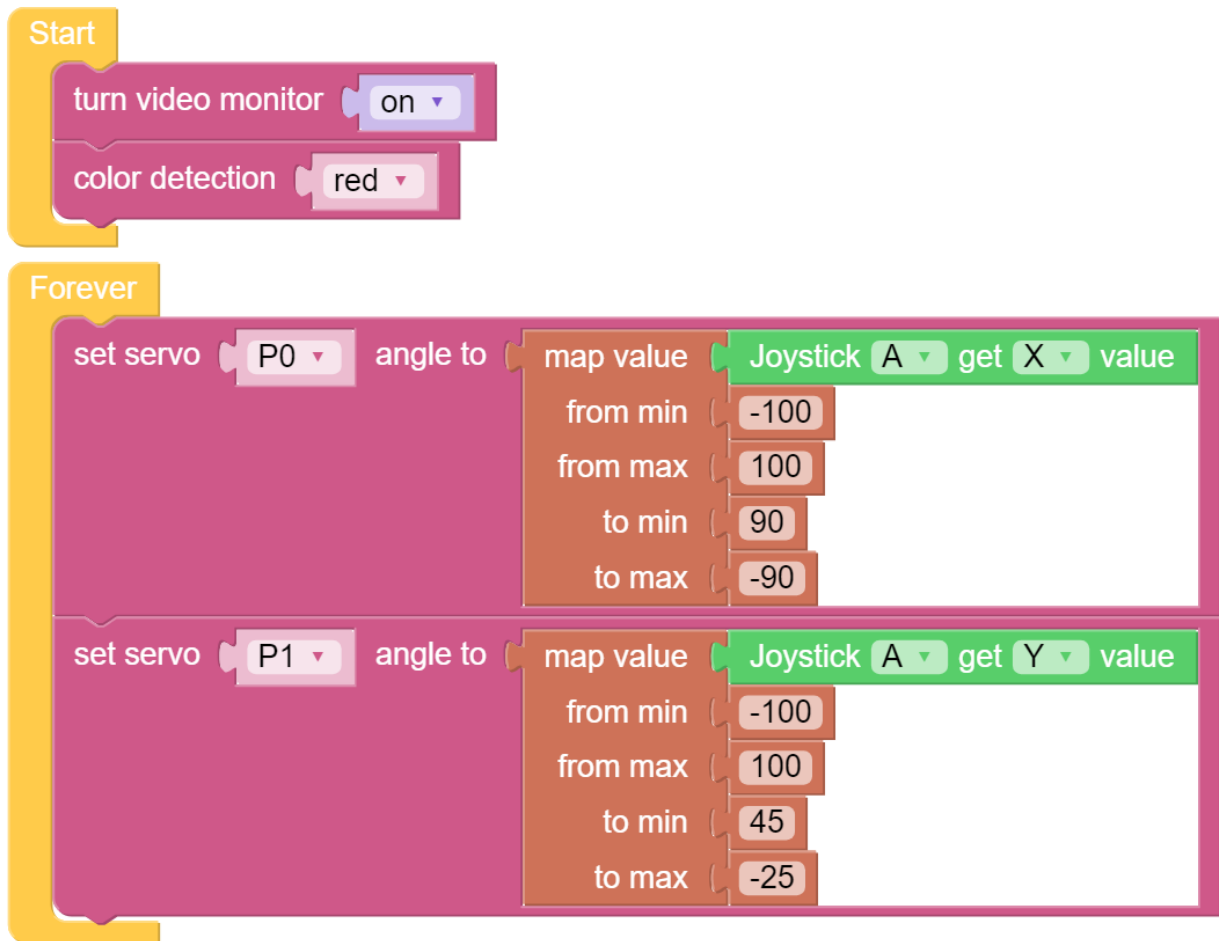 Start
turn video monitor on
color detection red
Forever
set servo P0 angle to map value Joystick A get X value
from min -100
from max 100
to min 90
to max -90
set servo P1 angle to map value Joystick A get Y value
from min -100
from max 100
to min 45
to max -25